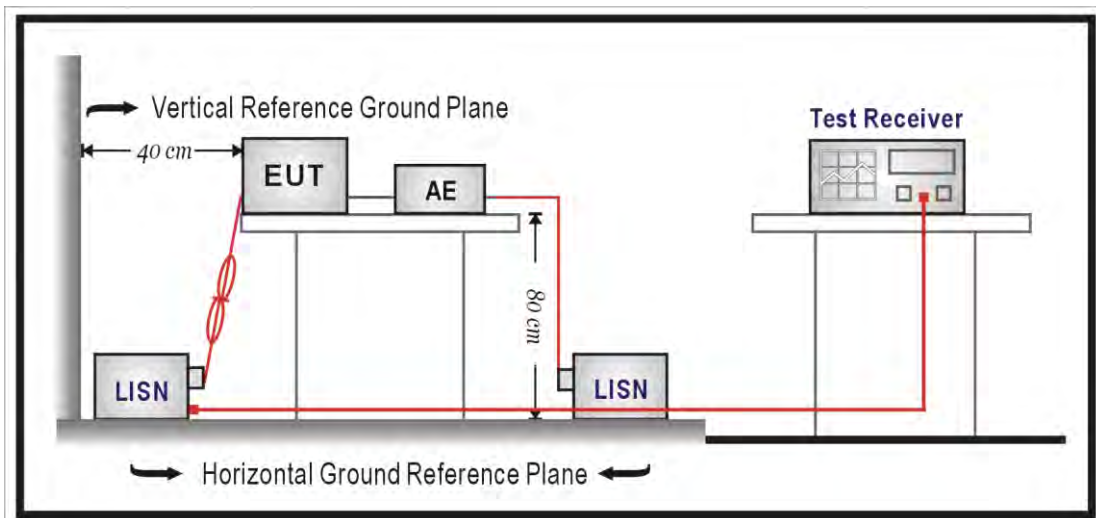 Vertical Reference Ground Plane
40 cm
EUT
AE
Test Receiver
80 cm
LISN
LISN
Horizontal Ground Reference Plane